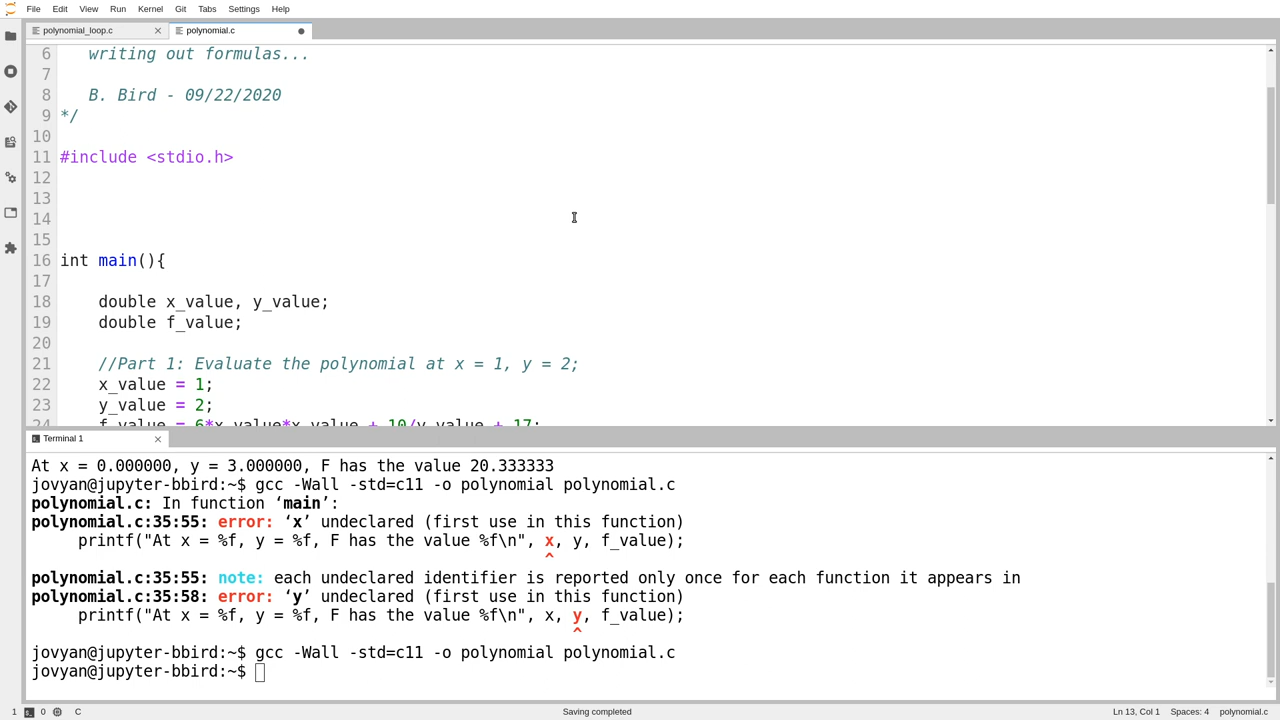 File Edit View Run Kernel Git Tabs Settings Help
polynomial_loop.c polynomial.c
6 writing out formulas...
7
8 B. Bird - 09/22/2020
9 */
10
11 #include <stdio.h>
12
13
14
15
16 int main(){
17
18 double x_value, y_value;
19 double f_value;
20
21 //Part 1: Evaluate the polynomial at x = 1, y = 2;
22 x_value = 1;
23 y_value = 2;
24 f_value = 6*x_value*x_value + 10/y_value + 17;
Terminal 1
At x = 0.000000, y = 3.000000, F has the value 20.333333
jovyan@jupyter-bbird:~$ gcc -Wall -std=c11 -o polynomial polynomial.c
polynomial.c: In function ‘main’:
polynomial.c:35:55: error: ‘x’ undeclared (first use in this function)
printf("At x = %f, y = %f, F has the value %f\n", x, y, f_value);
^
polynomial.c:35:55: note: each undeclared identifier is reported only once for each function it appears in
polynomial.c:35:58: error: ‘y’ undeclared (first use in this function)
printf("At x = %f, y = %f, F has the value %f\n", x, y, f_value);
^
jovyan@jupyter-bbird:~$ gcc -Wall -std=c11 -o polynomial polynomial.c
jovyan@jupyter-bbird:~$
1 0 C Saving completed Ln 13, Col 1 Spaces: 4 polynomial.c